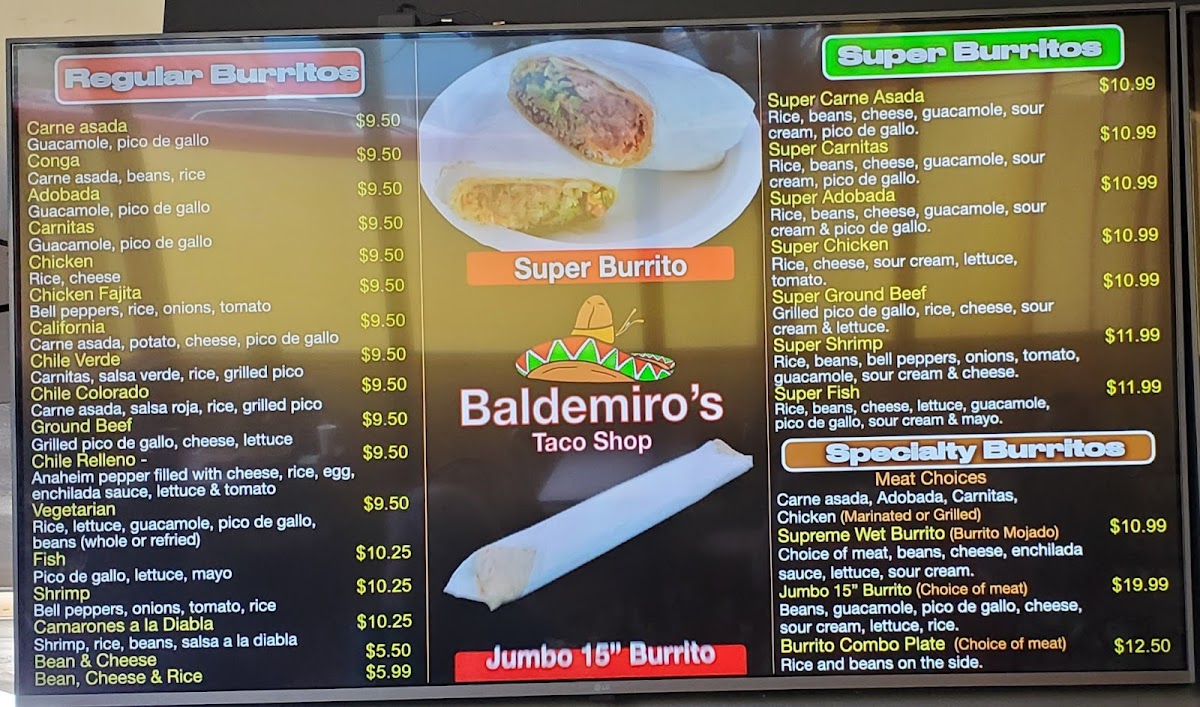 Regular Burritos
Carne asada $9.50
Guacamole, pico de gallo
Conga $9.50
Carne asada, beans, rice
Adobada $9.50
Guacamole, pico de gallo
Carnitas $9.50
Guacamole, pico de gallo
Chicken $9.50
Rice, cheese
Chicken Fajita $9.50
Bell peppers, rice, onions, tomato
California $9.50
Carne asada, potato, cheese, pico de gallo
Chile Verde $9.50
Carnitas, salsa verde, rice, grilled pico
Chile Colorado $9.50
Carne asada, salsa roja, rice, grilled pico
Ground Beef $9.50
Grilled pico de gallo, cheese, lettuce
Chile Relleno - $9.50
Anaheim pepper filled with cheese, rice, egg,
enchilada sauce, lettuce & tomato
Vegetarian $9.50
Rice, lettuce, guacamole, pico de gallo,
beans (whole or refried)
Fish $10.25
Pico de gallo, lettuce, mayo
Shrimp $10.25
Bell peppers, onions, tomato, rice
Camarones a la Diabla $10.25
Shrimp, rice, beans, salsa a la diabla
Bean & Cheese $5.50
Bean, Cheese & Rice $5.99
Super Burrito
Baldemiro's
Taco Shop
Jumbo 15" Burrito
Super Burritos
Super Carne Asada $10.99
Rice, beans, cheese, guacamole, sour
cream, pico de gallo.
Super Carnitas $10.99
Rice, beans, cheese, guacamole, sour
cream, pico de gallo.
Super Adobada $10.99
Rice, beans, cheese, guacamole, sour
cream & pico de gallo.
Super Chicken $10.99
Rice, cheese, sour cream, lettuce,
tomato.
Super Ground Beef $10.99
Grilled pico de gallo, rice, cheese, sour
cream & lettuce.
Super Shrimp $11.99
Rice, beans, bell peppers, onions, tomato,
guacamole, sour cream & cheese.
Super Fish $11.99
Rice, beans, cheese, lettuce, guacamole,
pico de gallo, sour cream & mayo.
Specialty Burritos
Meat Choices
Carne asada, Adobada, Carnitas,
Chicken (Marinated or Grilled)
Supreme Wet Burrito (Burrito Mojado) $10.99
Choice of meat, beans, cheese, enchilada
sauce, lettuce, sour cream.
Jumbo 15" Burrito (Choice of meat) $19.99
Beans, guacamole, pico de gallo, cheese,
sour cream, lettuce, rice.
Burrito Combo Plate (Choice of meat) $12.50
Rice and beans on the side.
LG